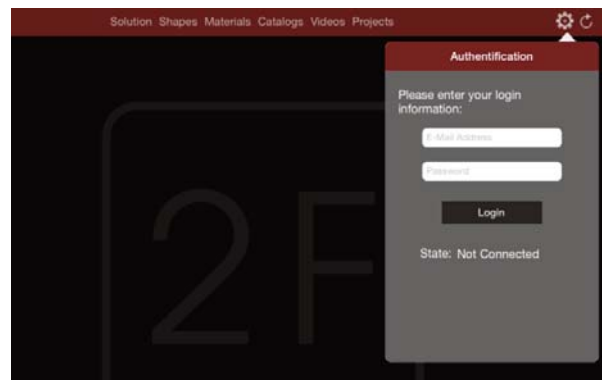 Solution Shapes Materials Catalogs Videos Projects
Authentification
Please enter your login
information:
E-Mail Address
Password
Login
State: Not Connected
2F